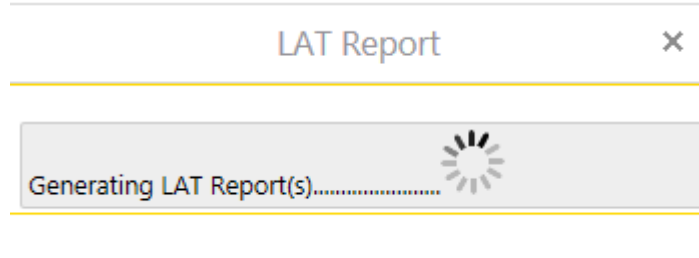 LAT Report ×
Generating LAT Report(s).......................